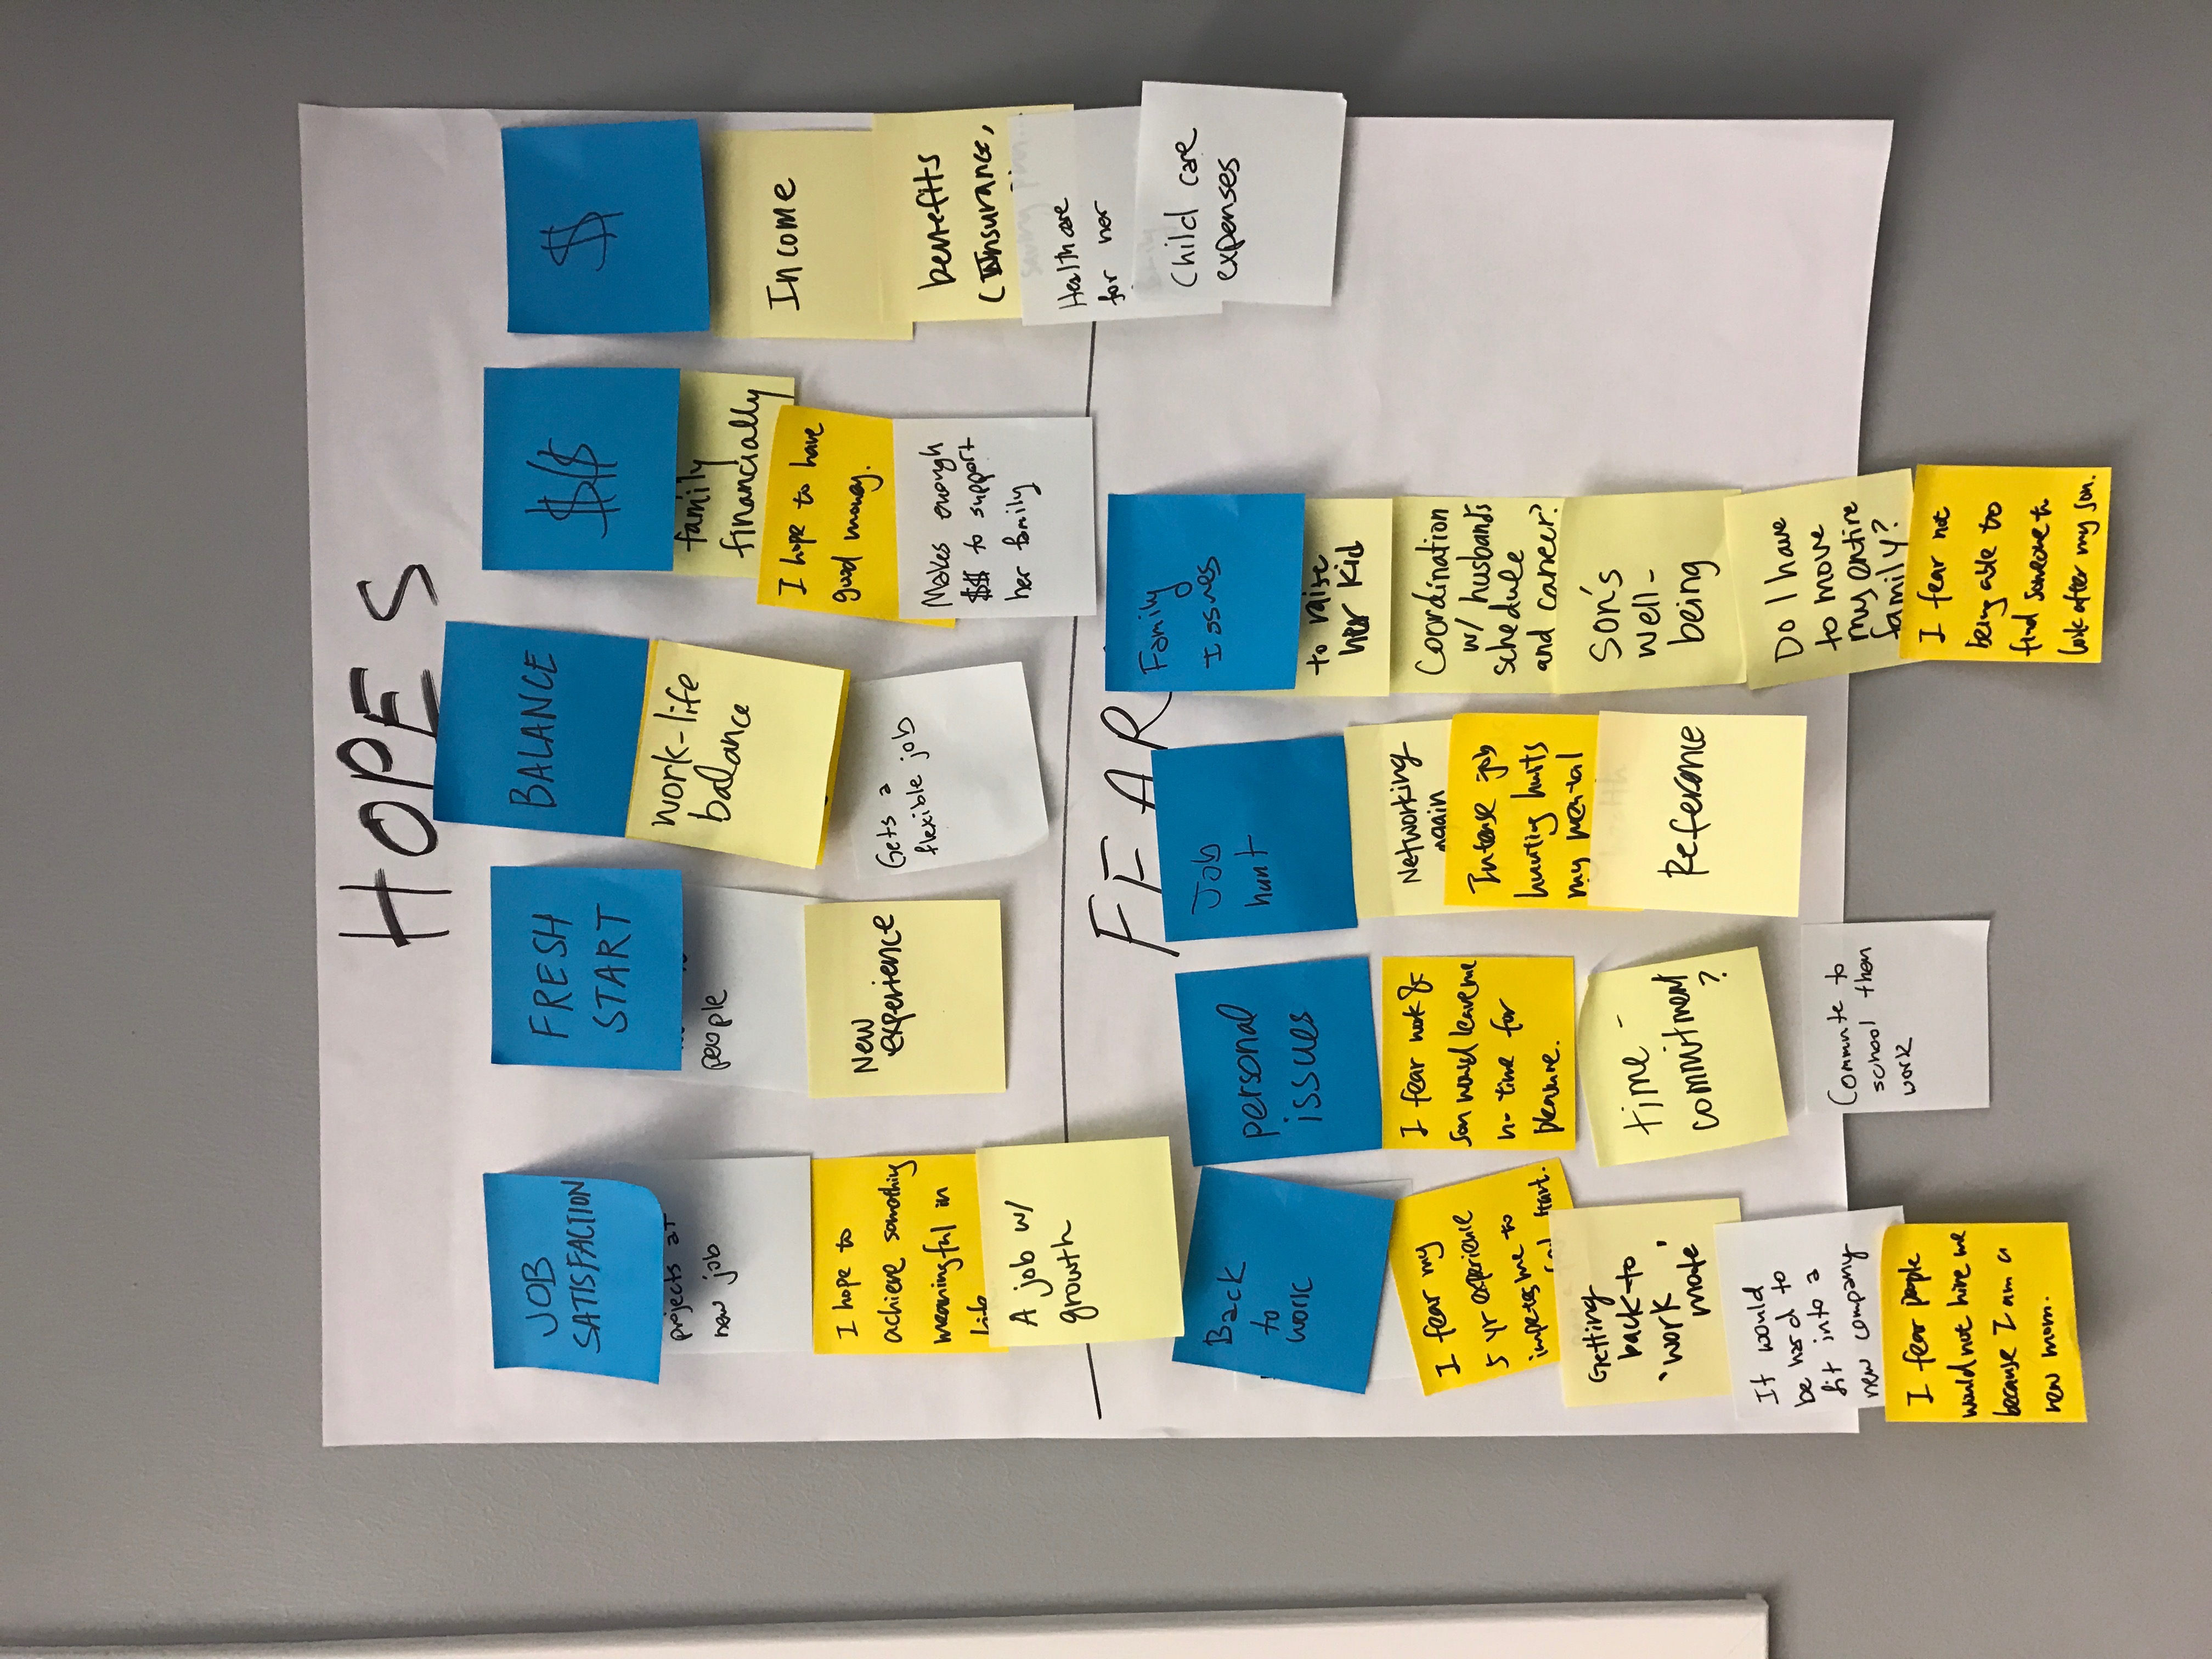 HOPES
JOB
SATISFACTION
projects at
new job
I hope to
achieve something
meaningful in
life
A job w/
growth
FRESH
START
people
New
experience
BALANCE
work-life
balance
Gets a
flexible job
$$
family
financially
I hope to have
good money.
Makes enough
$$ to support
her family
$
Income
benefits
(Insurance,
saving plan...
Healthcare
for her
family
Child care
expenses
FEAR
Back
to
work
I fear my
5 yr experience
me to
start.
Getting
back to
'work
mode'
It would
be hard to
fit into a
new company
I fear people
would not hire me
because I am a
new mom.
personal
issues
I fear work &
son would leave me
no time for
pleasure.
time-
commitment
?
Commute to
school then
work
Job
hunt
Networking
again
Intense job
hunting hurts
my mental
health
Reference
Family
Issues
to raise
her kid
Coordination
w/ husband's
schedule
and career?
son's
well-
being
Do I have
to move
my entire
family?
I fear not
being able to
find someone to
look after my son.